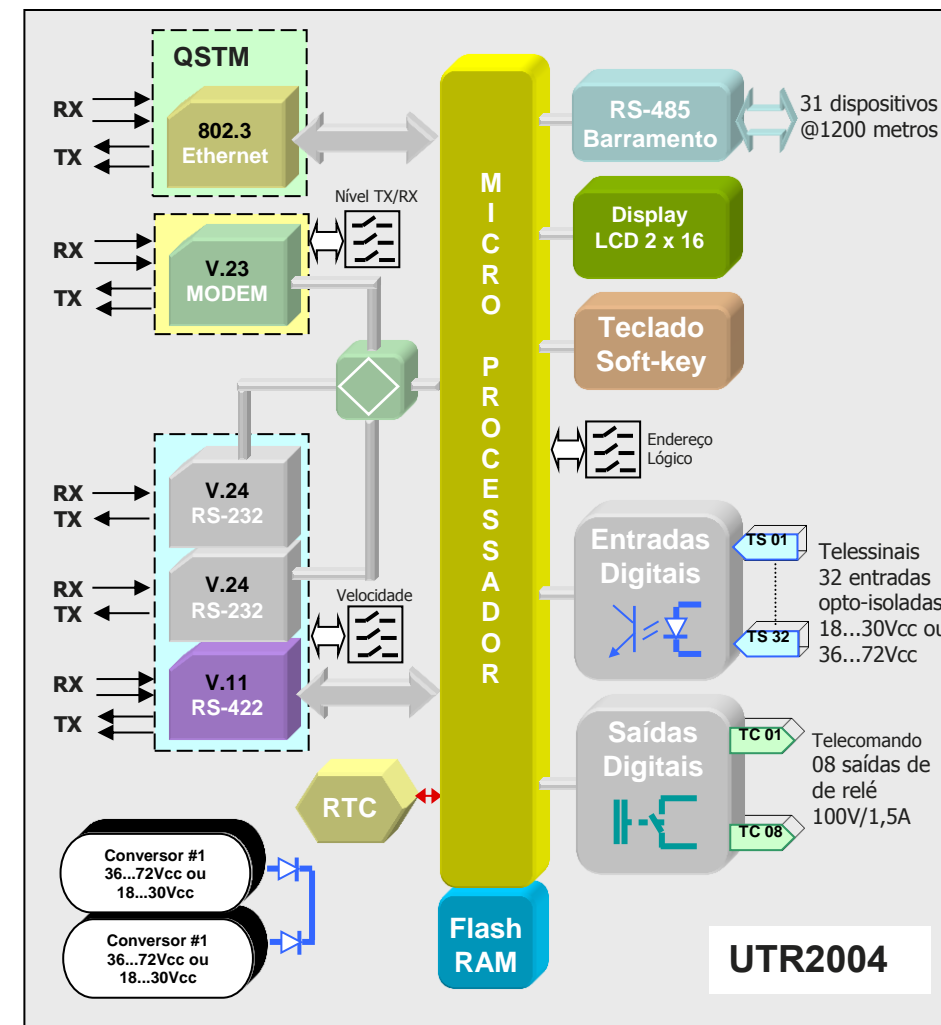 QSTM
802.3
Ethernet
RX
TX
Nível TX/RX
V.23
MODEM
RX
TX
V.24
RS-232
RX
TX
V.24
RS-232
RX
TX
Velocidade
V.11
RS-422
RX
TX
RTC
Conversor #1
36...72Vcc ou
18...30Vcc
Conversor #1
36...72Vcc ou
18...30Vcc
MICRO PROCESSADOR
Flash
RAM
RS-485
Barramento
31 dispositivos
@1200 metros
Display
LCD 2 x 16
Teclado
Soft-key
Endereço
Lógico
Entradas
Digitais
TS 01
TS 32
Telessinais
32 entradas
opto-isoladas
18...30Vcc ou
36...72Vcc
Saídas
Digitais
TC 01
TC 08
Telecomando
08 saídas de
de relé
100V/1,5A
UTR2004